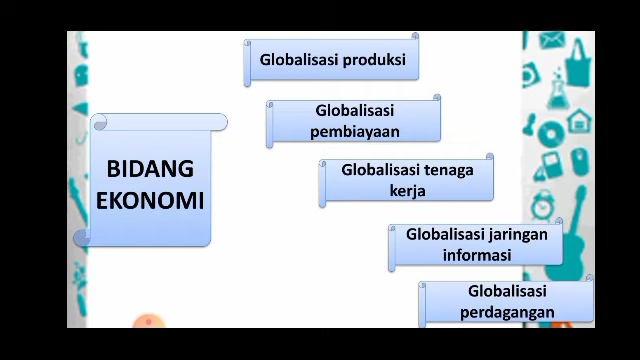 BIDANG
EKONOMI
Globalisasi produksi
Globalisasi
pembiayaan
Globalisasi tenaga
kerja
Globalisasi jaringan
informasi
Globalisasi
perdagangan